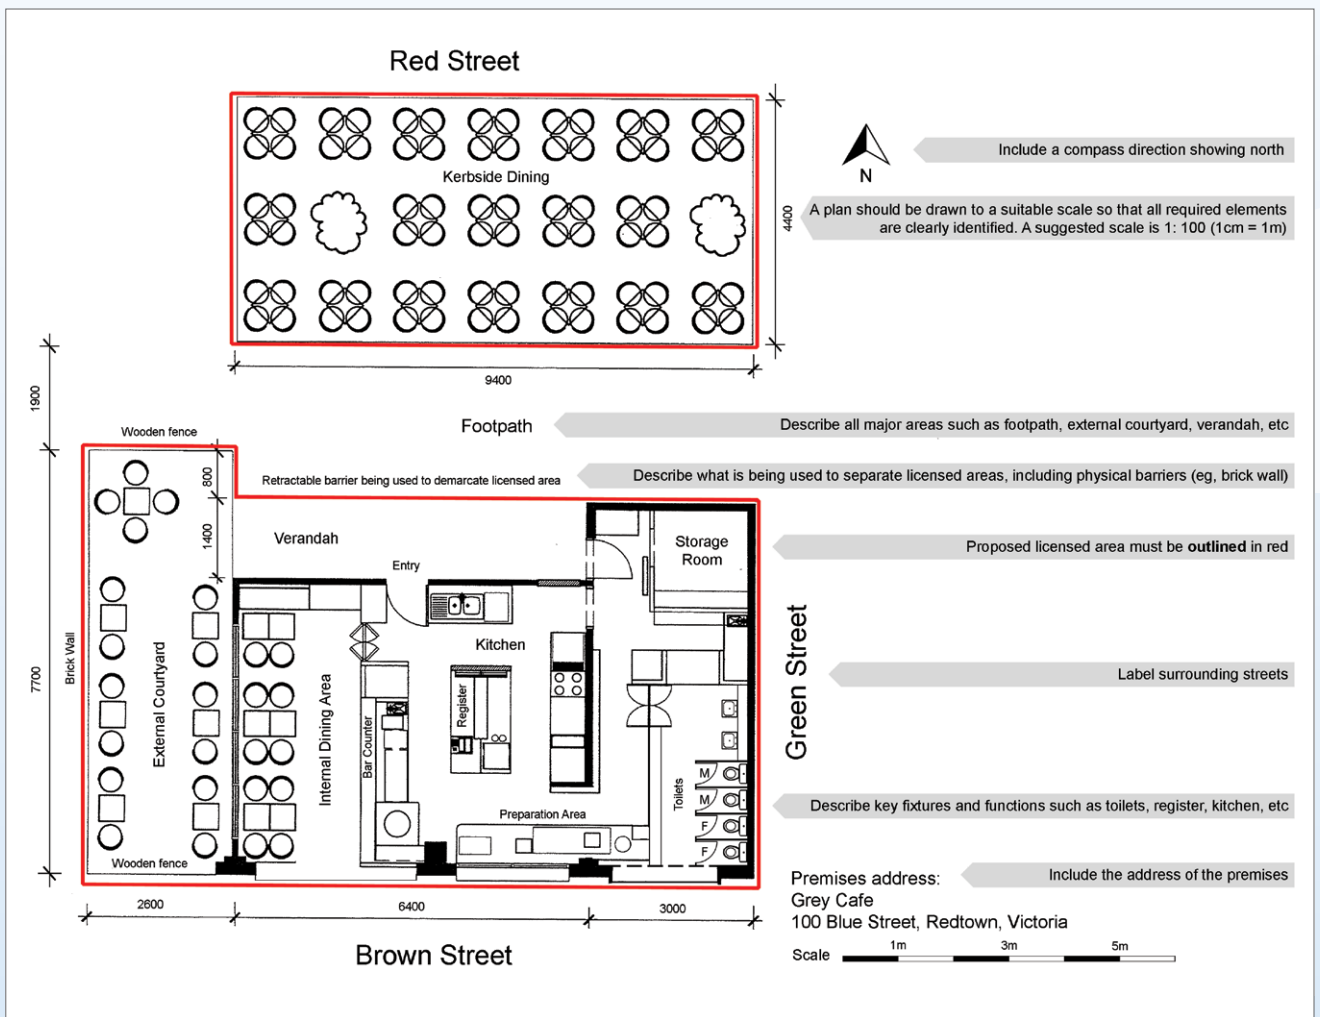 Red Street
Kerbside Dining
N
Include a compass direction showing north
4400
A plan should be drawn to a suitable scale so that all required elements
are clearly identified. A suggested scale is 1: 100 (1cm = 1m)
9400
1900
Footpath
Describe all major areas such as footpath, external courtyard, verandah, etc
Wooden fence
800
Retractable barrier being used to demarcate licensed area
Describe what is being used to separate licensed areas, including physical barriers (eg, brick wall)
1400
Verandah
Entry
Storage
Room
Proposed licensed area must be outlined in red
Kitchen
Green Street
Label surrounding streets
7700
Brick Wall
External Courtyard
Internal Dining Area
Bar Counter
Register
Toilets
M
M
F
F
Preparation Area
Describe key fixtures and functions such as toilets, register, kitchen, etc
Wooden fence
2600
6400
3000
Brown Street
Premises address:
Grey Cafe
100 Blue Street, Redtown, Victoria
Include the address of the premises
Scale
1m
3m
5m